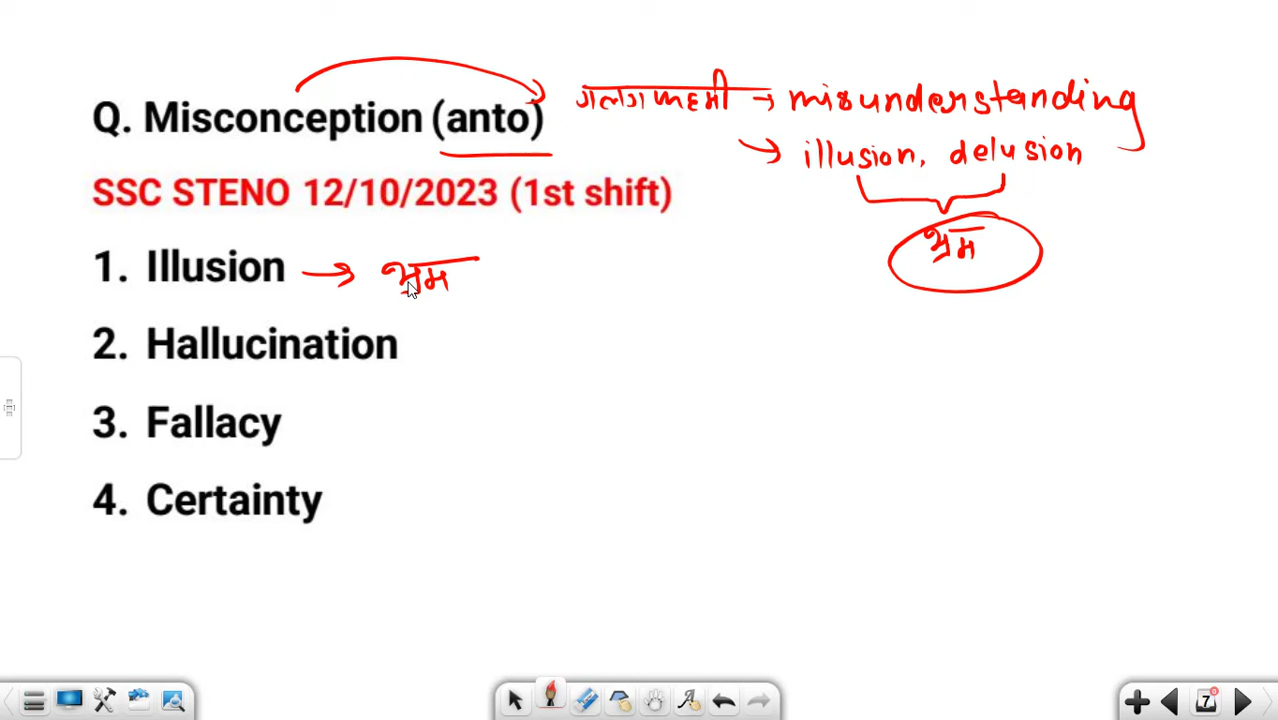 Q. Misconception (anto) गलतफहमी → misunderstanding
→ illusion, delusion
SSC STENO 12/10/2023 (1st shift)
भ्रम
1. Illusion → भ्रम
2. Hallucination
3. Fallacy
4. Certainty
7